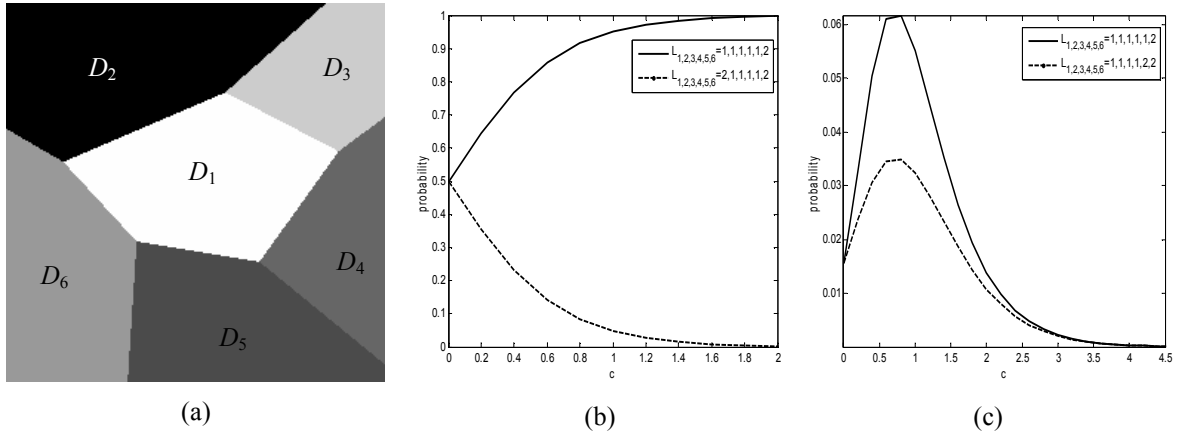 D₂
D₃
D₁
D₆
D₄
D₅
(a)
1
0.9
0.8
0.7
0.6
0.5
0.4
0.3
0.2
0.1
0
probability
0 0.2 0.4 0.6 0.8 1 1.2 1.4 1.6 1.8 2
c
L1,2,3,4,5,6=1,1,1,1,1,2
L1,2,3,4,5,6=2,1,1,1,1,2
(b)
0.06
0.05
0.04
0.03
0.02
0.01
probability
0 0.5 1 1.5 2 2.5 3 3.5 4 4.5
c
L1,2,3,4,5,6=1,1,1,1,1,2
L1,2,3,4,5,6=1,1,1,1,2,2
(c)